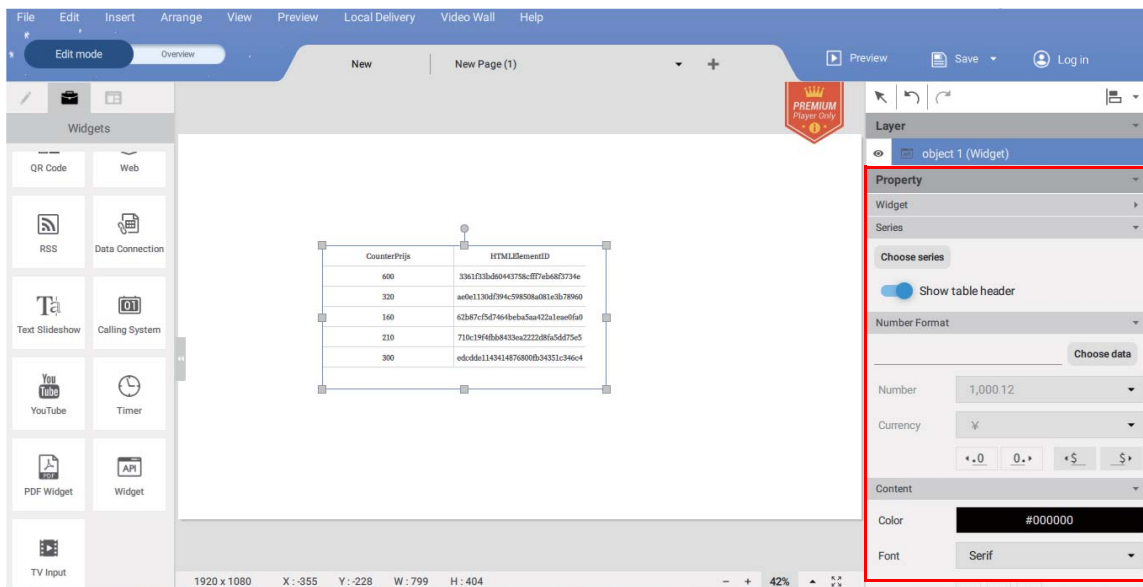 File Edit Insert Arrange View Preview Local Delivery Video Wall Help
Edit mode Overview
New New Page (1) +
Preview Save Log in
Widgets
QR Code Web
RSS Data Connection
Text Slideshow Calling System
YouTube Timer
PDF Widget Widget
TV Input
PREMIUM
Player Only
CounterPrijs HTMLElementID
600 3361f33bd60443758cfff7eb68f3734e
320 ae0e1130df394c598508a081e3b78960
160 62b87cf5d7464beba5aa422a1eae0fa0
210 710c19f4fbb8433ea2222d8fa5dd75e5
300 edcdde1143414876800fb34351c346c4
1920 x 1080 X : -355 Y : -228 W : 799 H : 404 − + 42%
Layer
object 1 (Widget)
Property
Widget
Series
Choose series
Show table header
Number Format
Choose data
Number 1,000.12
Currency ¥
.0 0. $ $
Content
Color #000000
Font Serif